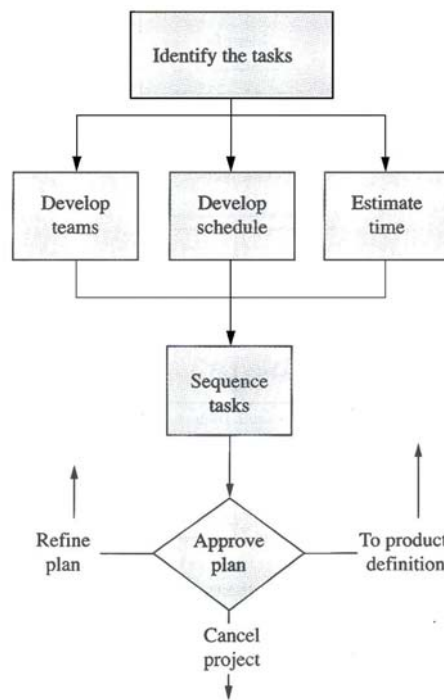 Identify the tasks
Develop
teams
Develop
schedule
Estimate
time
Sequence
tasks
Refine
plan
Approve
plan
To product
definition
Cancel
project